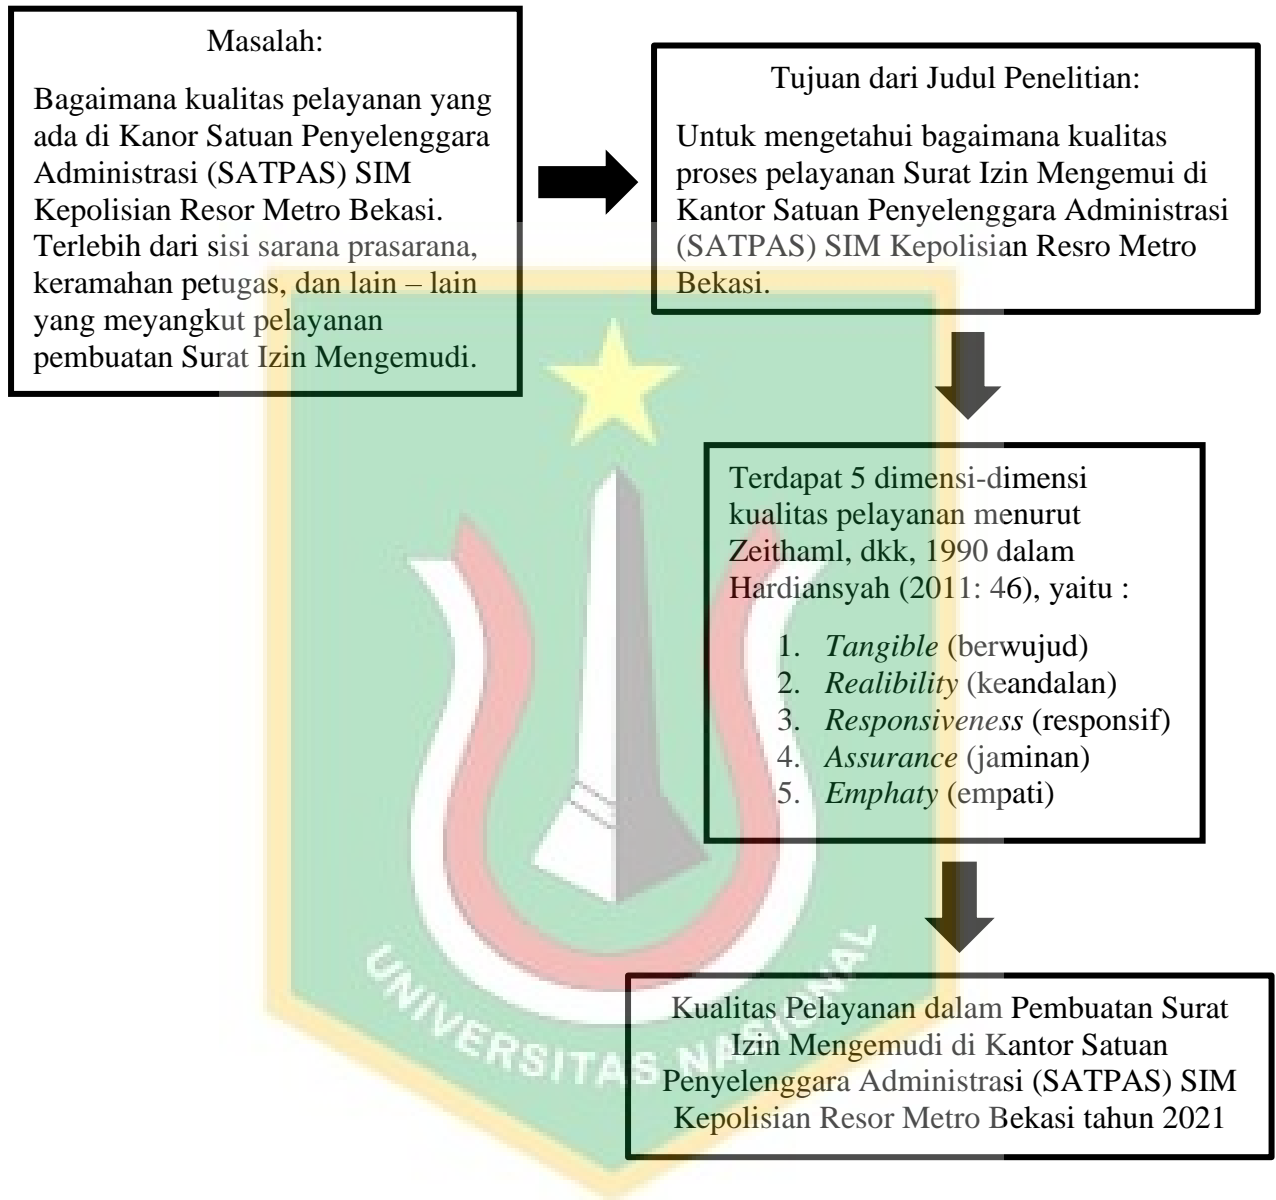 Masalah:
Bagaimana kualitas pelayanan yang
ada di Kanor Satuan Penyelenggara
Administrasi (SATPAS) SIM
Kepolisian Resor Metro Bekasi.
Terlebih dari sisi sarana prasarana,
keramahan petugas, dan lain – lain
yang meyangkut pelayanan
pembuatan Surat Izin Mengemudi.
Tujuan dari Judul Penelitian:
Untuk mengetahui bagaimana kualitas
proses pelayanan Surat Izin Mengemui di
Kantor Satuan Penyelenggara Administrasi
(SATPAS) SIM Kepolisian Resro Metro
Bekasi.
Terdapat 5 dimensi-dimensi
kualitas pelayanan menurut
Zeithaml, dkk, 1990 dalam
Hardiansyah (2011: 46), yaitu :
1. Tangible (berwujud)
2. Realibility (keandalan)
3. Responsiveness (responsif)
4. Assurance (jaminan)
5. Emphaty (empati)
Kualitas Pelayanan dalam Pembuatan Surat
Izin Mengemudi di Kantor Satuan
Penyelenggara Administrasi (SATPAS) SIM
Kepolisian Resor Metro Bekasi tahun 2021
UNIVERSITAS NASIONAL